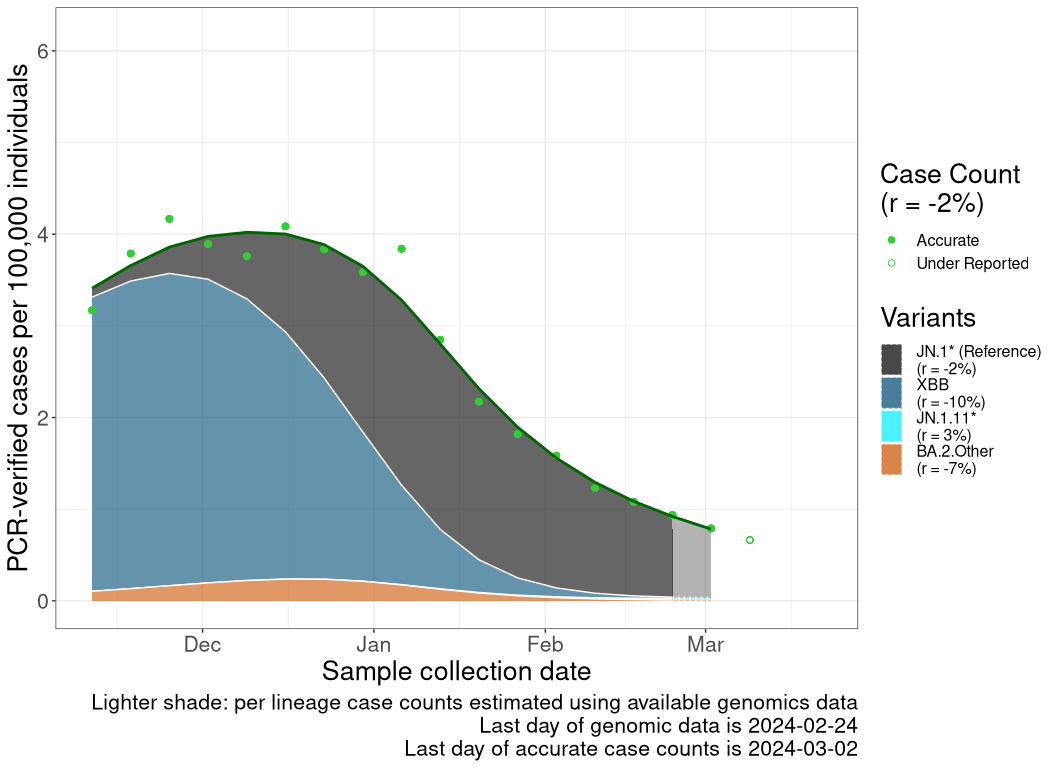 PCR-verified cases per 100,000 individuals
6
4
2
0
Dec
Jan
Feb
Mar
Sample collection date
Lighter shade: per lineage case counts estimated using available genomics data
Last day of genomic data is 2024-02-24
Last day of accurate case counts is 2024-03-02
Case Count
(r = -2%)
Accurate
Under Reported
Variants
JN.1* (Reference)
(r = -2%)
XBB
(r = -10%)
JN.1.11*
(r = 3%)
BA.2.Other
(r = -7%)